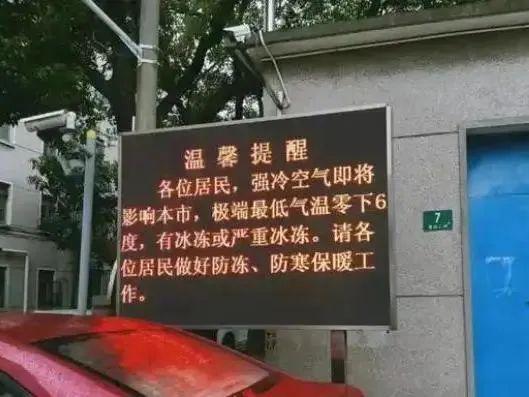 温馨提醒
各位居民，强冷空气即将
影响本市，极端最低气温零下6
度，有冰冻或严重冰冻。请各
位居民做好防冻、防寒保暖工
作。
7